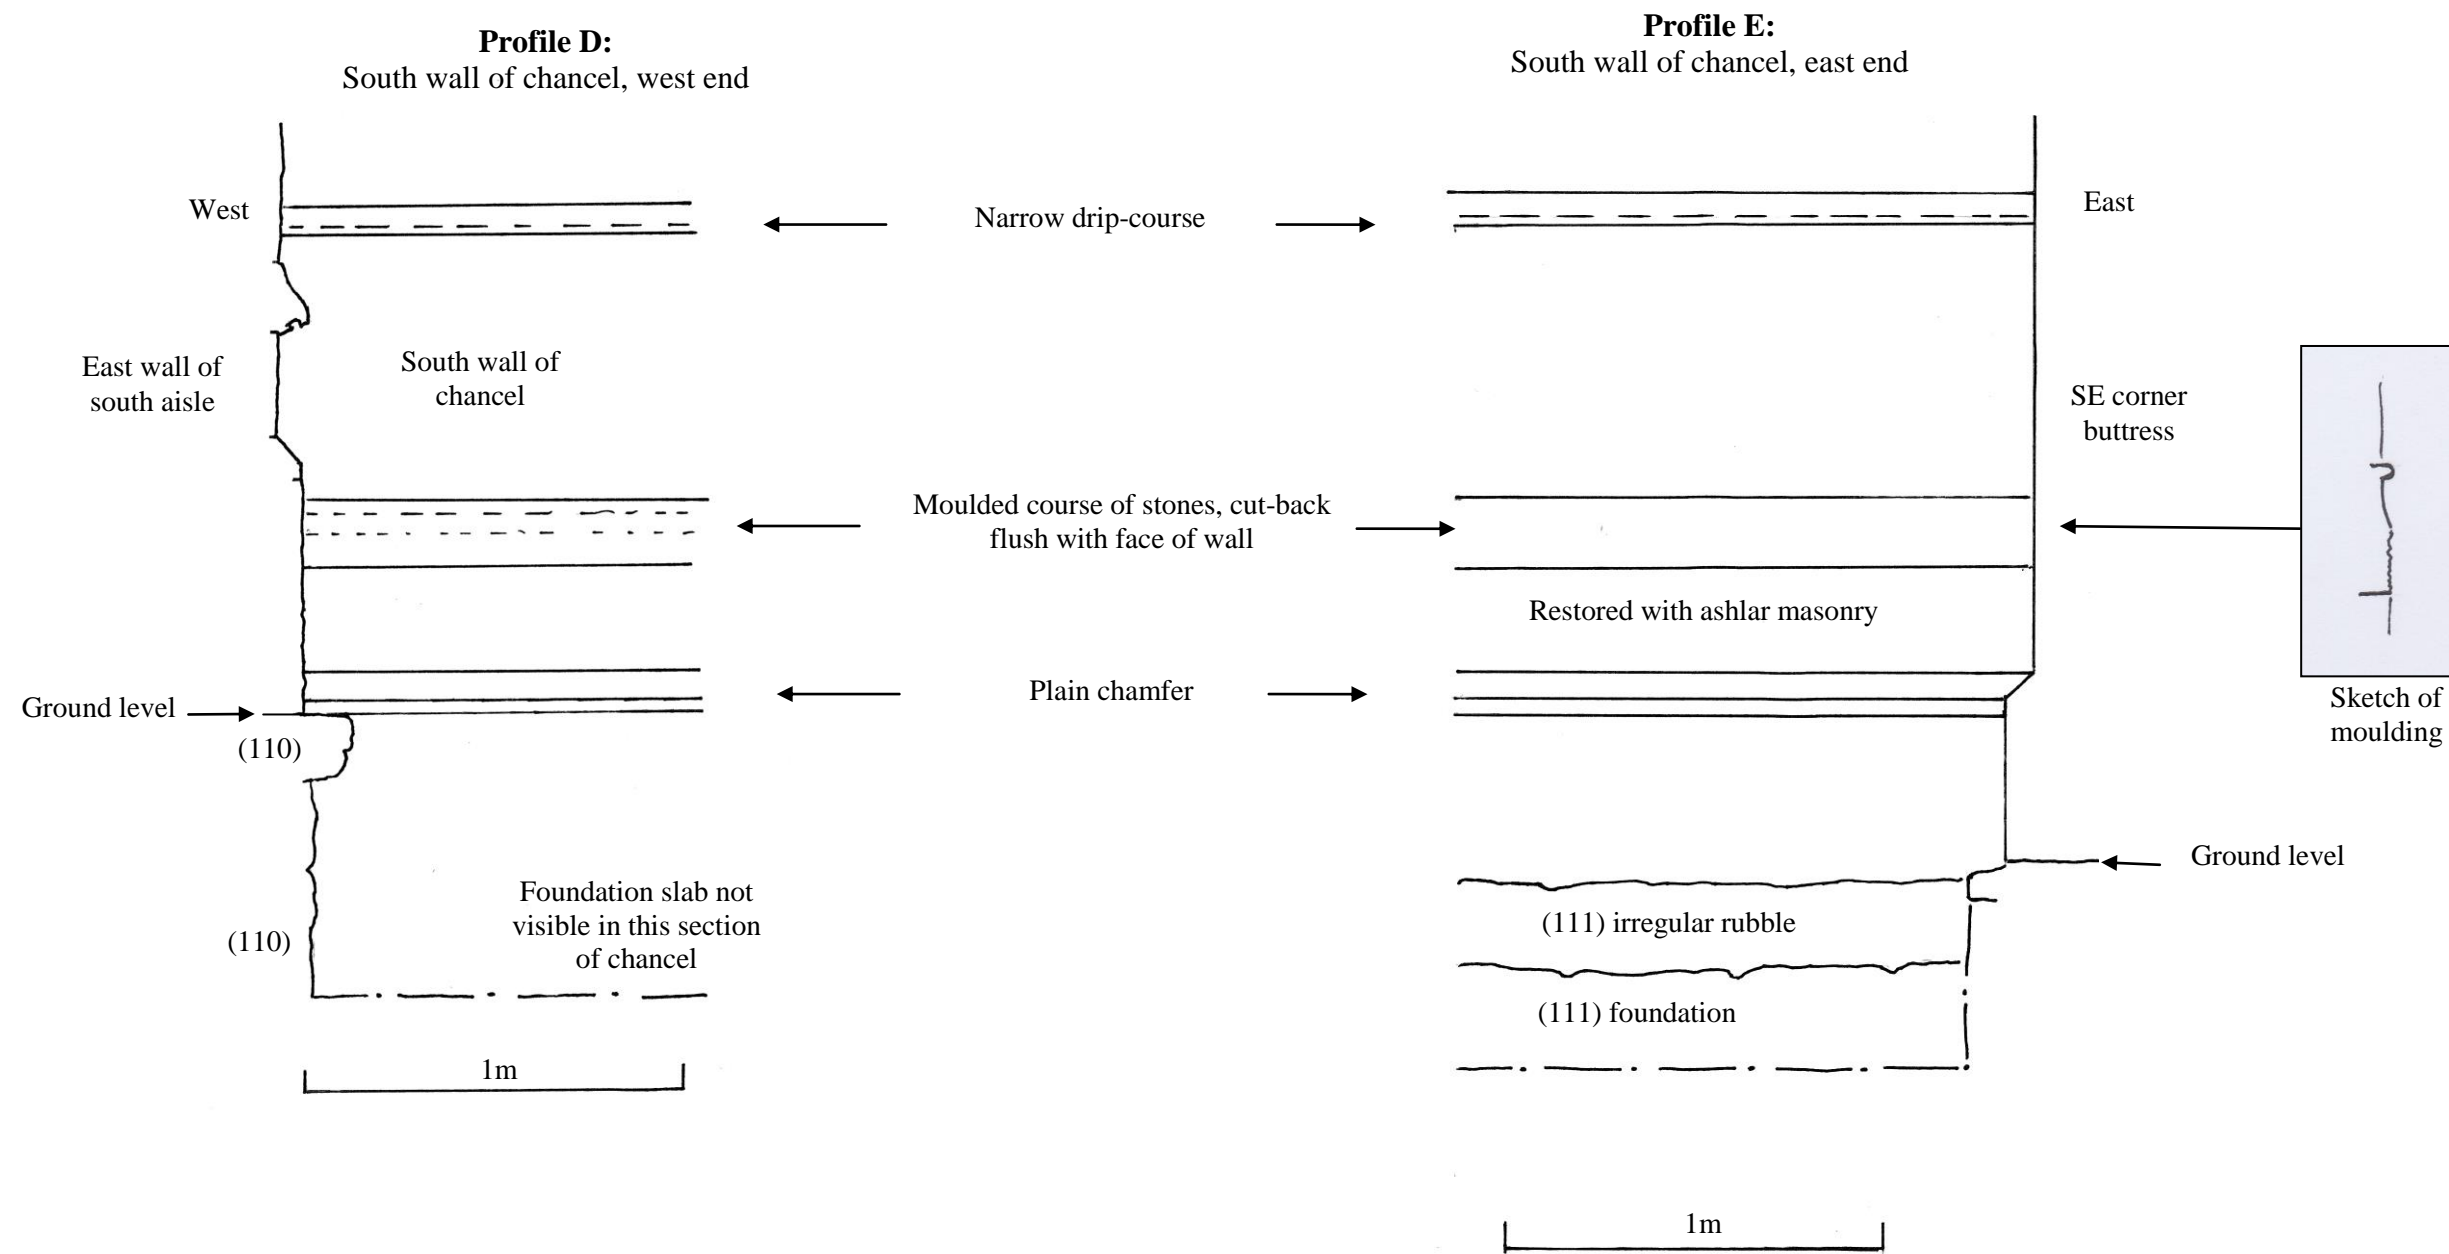 Profile D:
South wall of chancel, west end
Profile E:
South wall of chancel, east end
West
Narrow drip-course
East
East wall of
south aisle
South wall of
chancel
SE corner
buttress
Moulded course of stones, cut-back
flush with face of wall
Restored with ashlar masonry
Ground level
Plain chamfer
Sketch of
moulding
(110)
Ground level
Foundation slab not
visible in this section
of chancel
(110)
(111) irregular rubble
(111) foundation
1m
1m